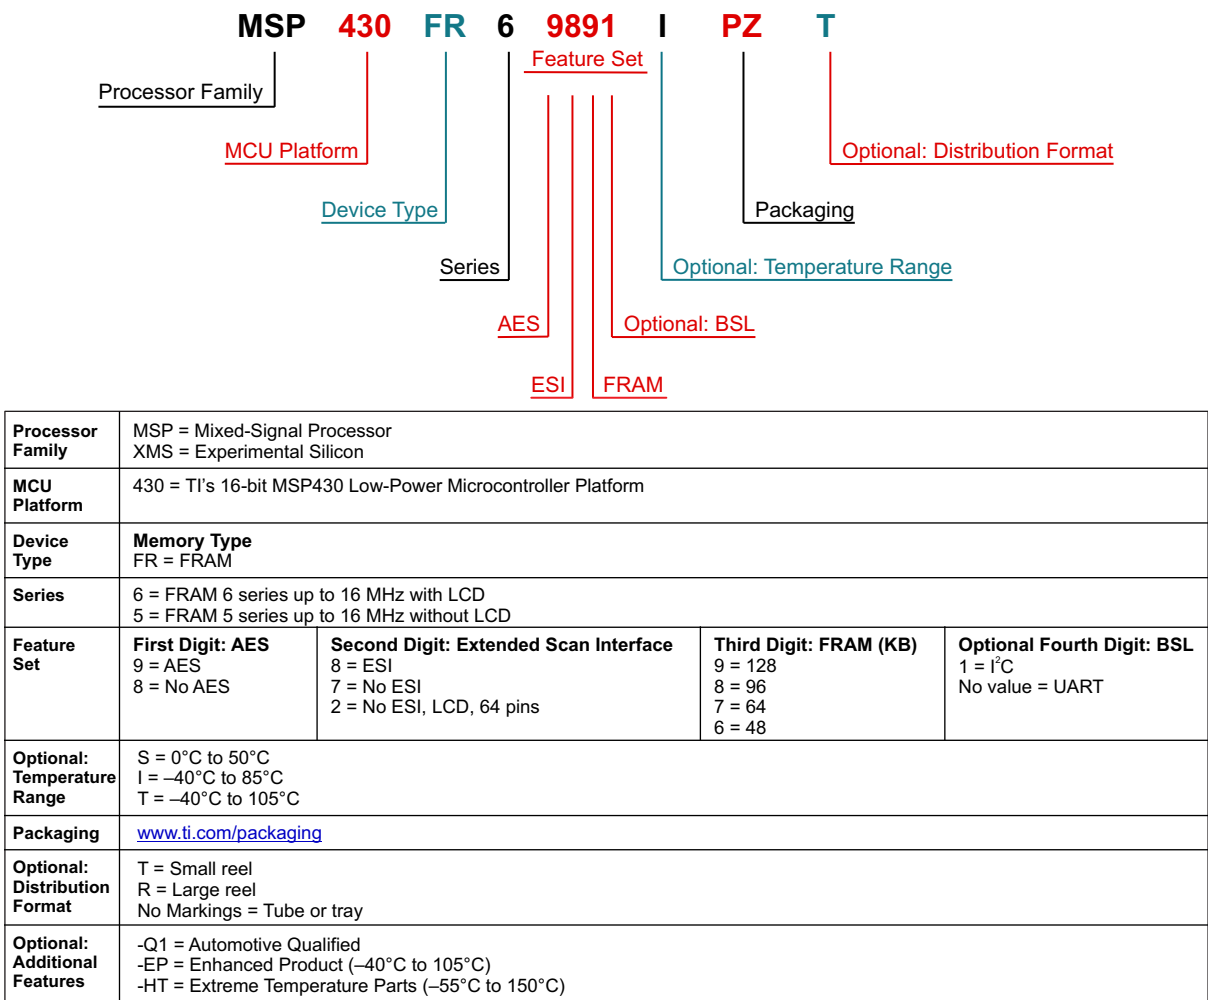 MSP 430 FR 6 9891 I PZ T
Feature Set
Processor Family
MCU Platform
Optional: Distribution Format
Device Type
Packaging
Series
Optional: Temperature Range
AES
Optional: BSL
ESI
FRAM
Processor Family
MSP = Mixed-Signal Processor
XMS = Experimental Silicon
MCU Platform
430 = TI's 16-bit MSP430 Low-Power Microcontroller Platform
Device Type
Memory Type
FR = FRAM
Series
6 = FRAM 6 series up to 16 MHz with LCD
5 = FRAM 5 series up to 16 MHz without LCD
Feature Set
First Digit: AES
9 = AES
8 = No AES
Second Digit: Extended Scan Interface
8 = ESI
7 = No ESI
2 = No ESI, LCD, 64 pins
Third Digit: FRAM (KB)
9 = 128
8 = 96
7 = 64
6 = 48
Optional Fourth Digit: BSL
1 = I²C
No value = UART
Optional: Temperature Range
S = 0°C to 50°C
I = –40°C to 85°C
T = –40°C to 105°C
Packaging
www.ti.com/packaging
Optional: Distribution Format
T = Small reel
R = Large reel
No Markings = Tube or tray
Optional: Additional Features
-Q1 = Automotive Qualified
-EP = Enhanced Product (–40°C to 105°C)
-HT = Extreme Temperature Parts (–55°C to 150°C)